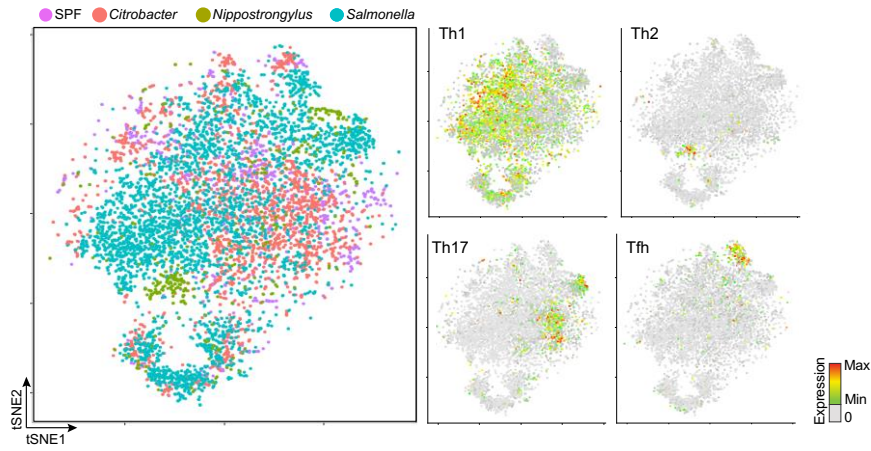 SPF Citrobacter Nippostrongylus Salmonella
Th1
Th2
Th17
Tfh
tSNE2
tSNE1
Expression
Max
Min
0